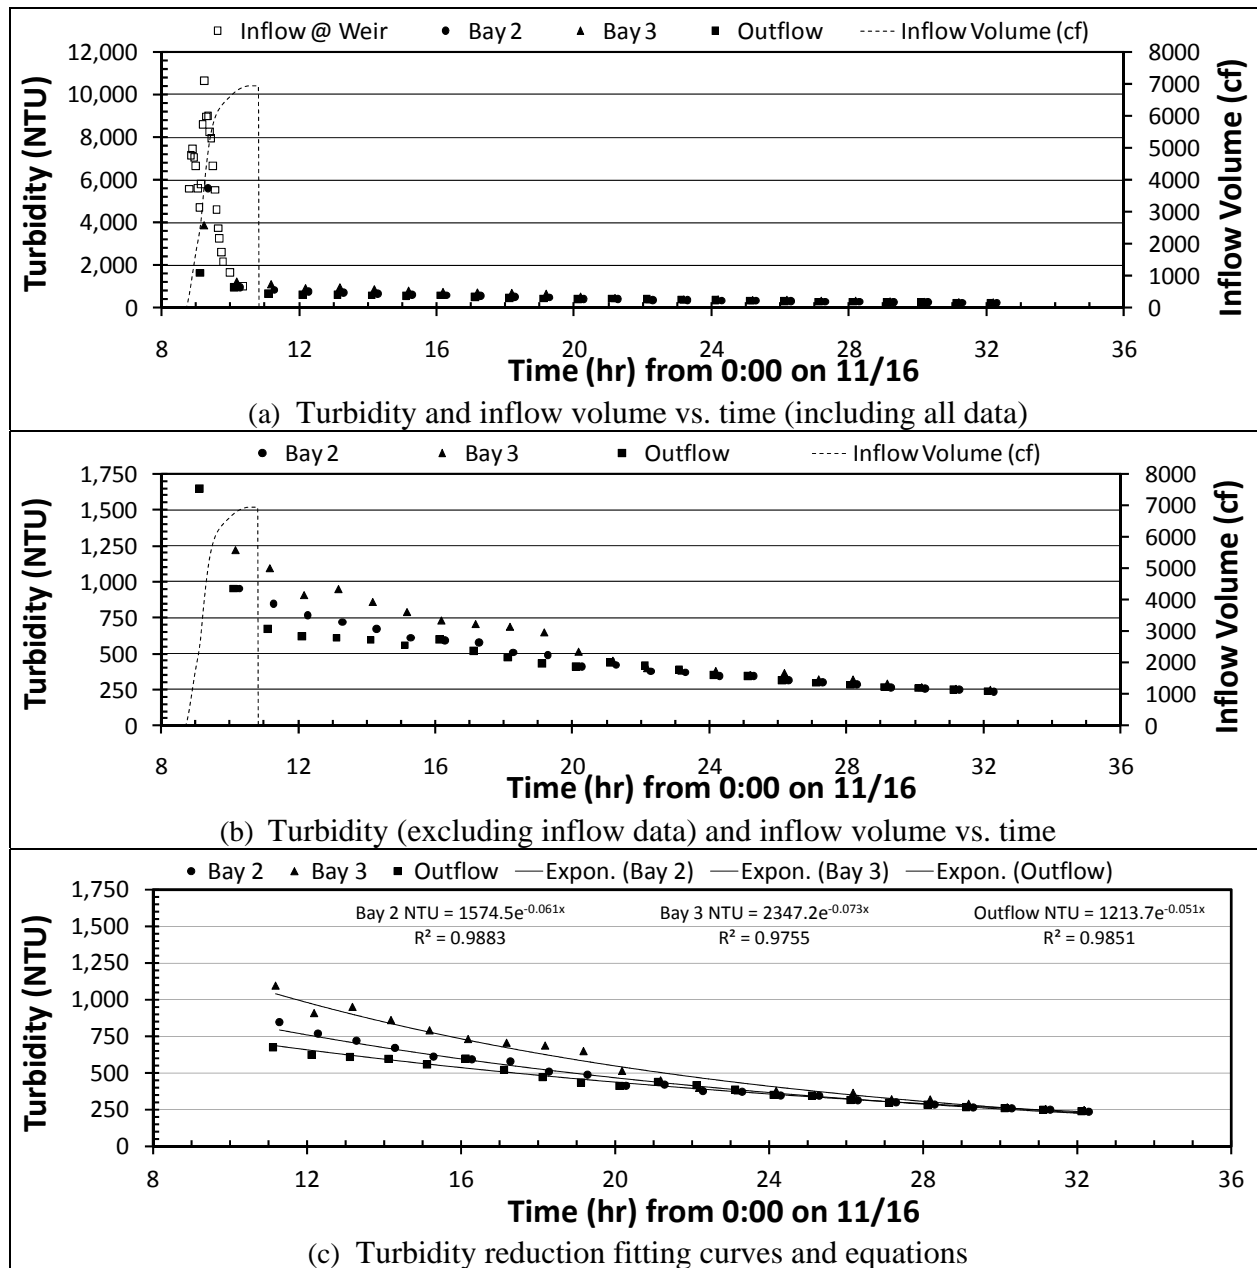 Inflow @ Weir Bay 2 Bay 3 Outflow Inflow Volume (cf)
Turbidity (NTU)
12,000
10,000
8,000
6,000
4,000
2,000
0
8000
7000
6000
5000
4000
3000
2000
1000
0
Inflow Volume (cf)
8 12 16 20 24 28 32 36
Time (hr) from 0:00 on 11/16
(a) Turbidity and inflow volume vs. time (including all data)
Bay 2 Bay 3 Outflow Inflow Volume (cf)
Turbidity (NTU)
1,750
1,500
1,250
1,000
750
500
250
0
8000
7000
6000
5000
4000
3000
2000
1000
0
Inflow Volume (cf)
8 12 16 20 24 28 32 36
Time (hr) from 0:00 on 11/16
(b) Turbidity (excluding inflow data) and inflow volume vs. time
Bay 2 Bay 3 Outflow Expon. (Bay 2) Expon. (Bay 3) Expon. (Outflow)
Turbidity (NTU)
1,750
1,500
1,250
1,000
750
500
250
0
Bay 2 NTU = 1574.5e^-0.061x Bay 3 NTU = 2347.2e^-0.073x Outflow NTU = 1213.7e^-0.051x
R² = 0.9883 R² = 0.9755 R² = 0.9851
8 12 16 20 24 28 32 36
Time (hr) from 0:00 on 11/16
(c) Turbidity reduction fitting curves and equations